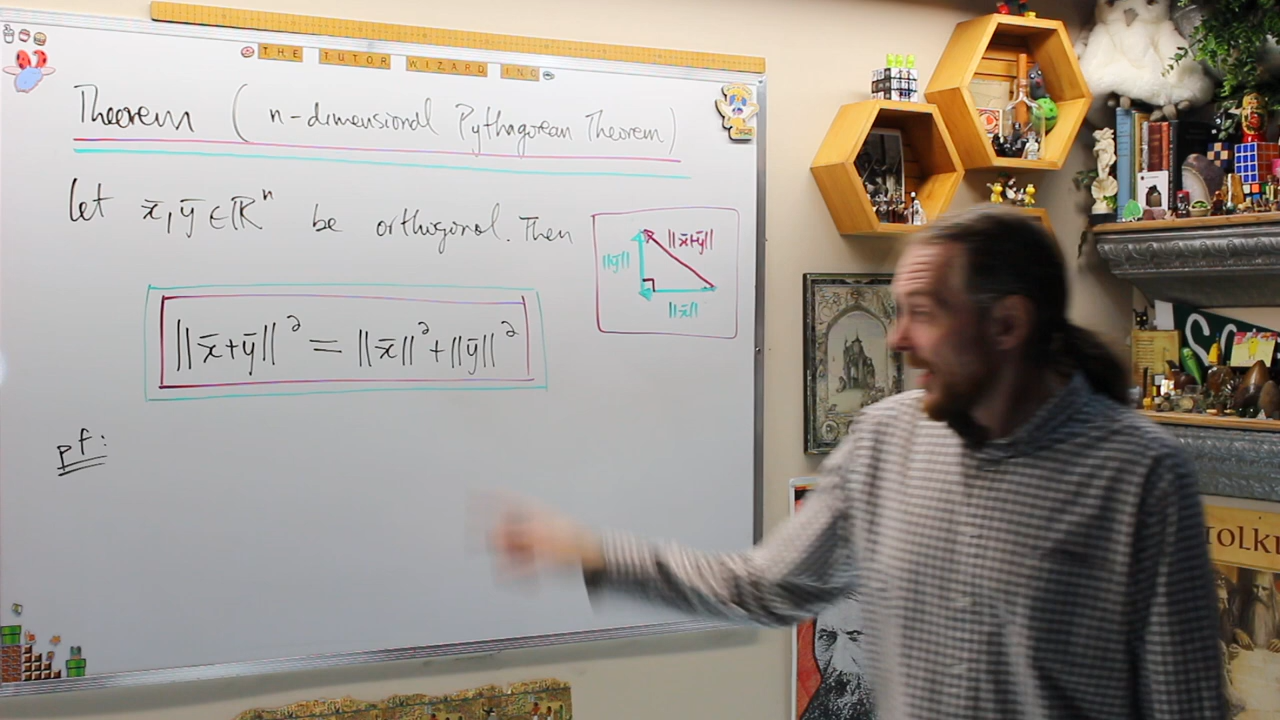 THE TUTOR WIZARD INC
Theorem (n-dimensional Pythagorean Theorem)
Let x̄, ȳ ∈ ℝⁿ be orthogonal. Then
||ȳ||
||x̄+ȳ||
||x̄||
||x̄+ȳ||² = ||x̄||² + ||ȳ||²
pf: